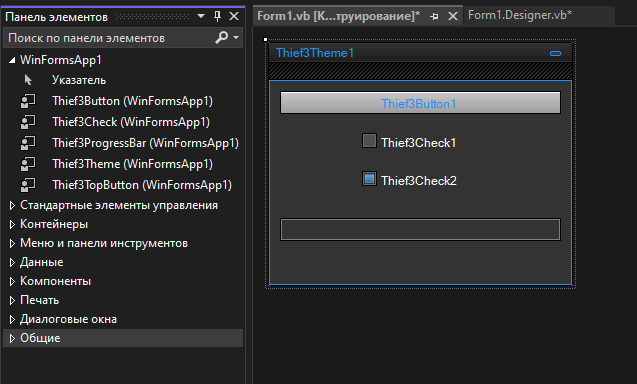 Панель элементов
Поиск по панели элементов
WinFormsApp1
Указатель
Thief3Button (WinFormsApp1)
Thief3Check (WinFormsApp1)
Thief3ProgressBar (WinFormsApp1)
Thief3Theme (WinFormsApp1)
Thief3TopButton (WinFormsApp1)
Стандартные элементы управления
Контейнеры
Меню и панели инструментов
Данные
Компоненты
Печать
Диалоговые окна
Общие
Form1.vb [К...труирование]*
Form1.Designer.vb*
Thief3Theme1
Thief3Button1
Thief3Check1
Thief3Check2